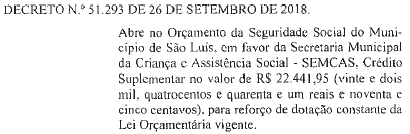 DECRETO N.º 51.293 DE 26 DE SETEMBRO DE 2018.
Abre no Orçamento da Seguridade Social do Muni-
cípio de São Luís, em favor da Secretaria Municipal
da Criança e Assistência Social - SEMCAS, Crédito
Suplementar no valor de R$ 22.441,95 (vinte e dois
mil, quatrocentos e quarenta e um reais e noventa e
cinco centavos), para reforço de dotação constante da
Lei Orçamentária vigente.